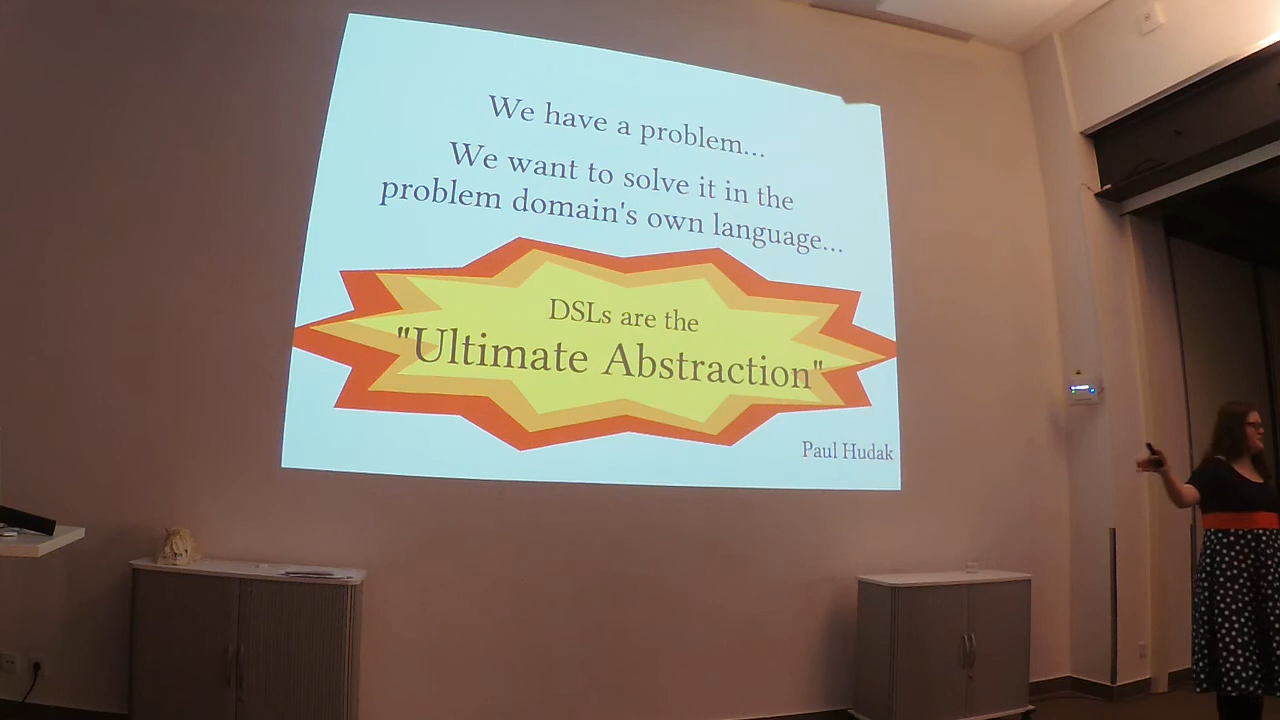 We have a problem...
We want to solve it in the
problem domain's own language...
DSLs are the
"Ultimate Abstraction"
Paul Hudak